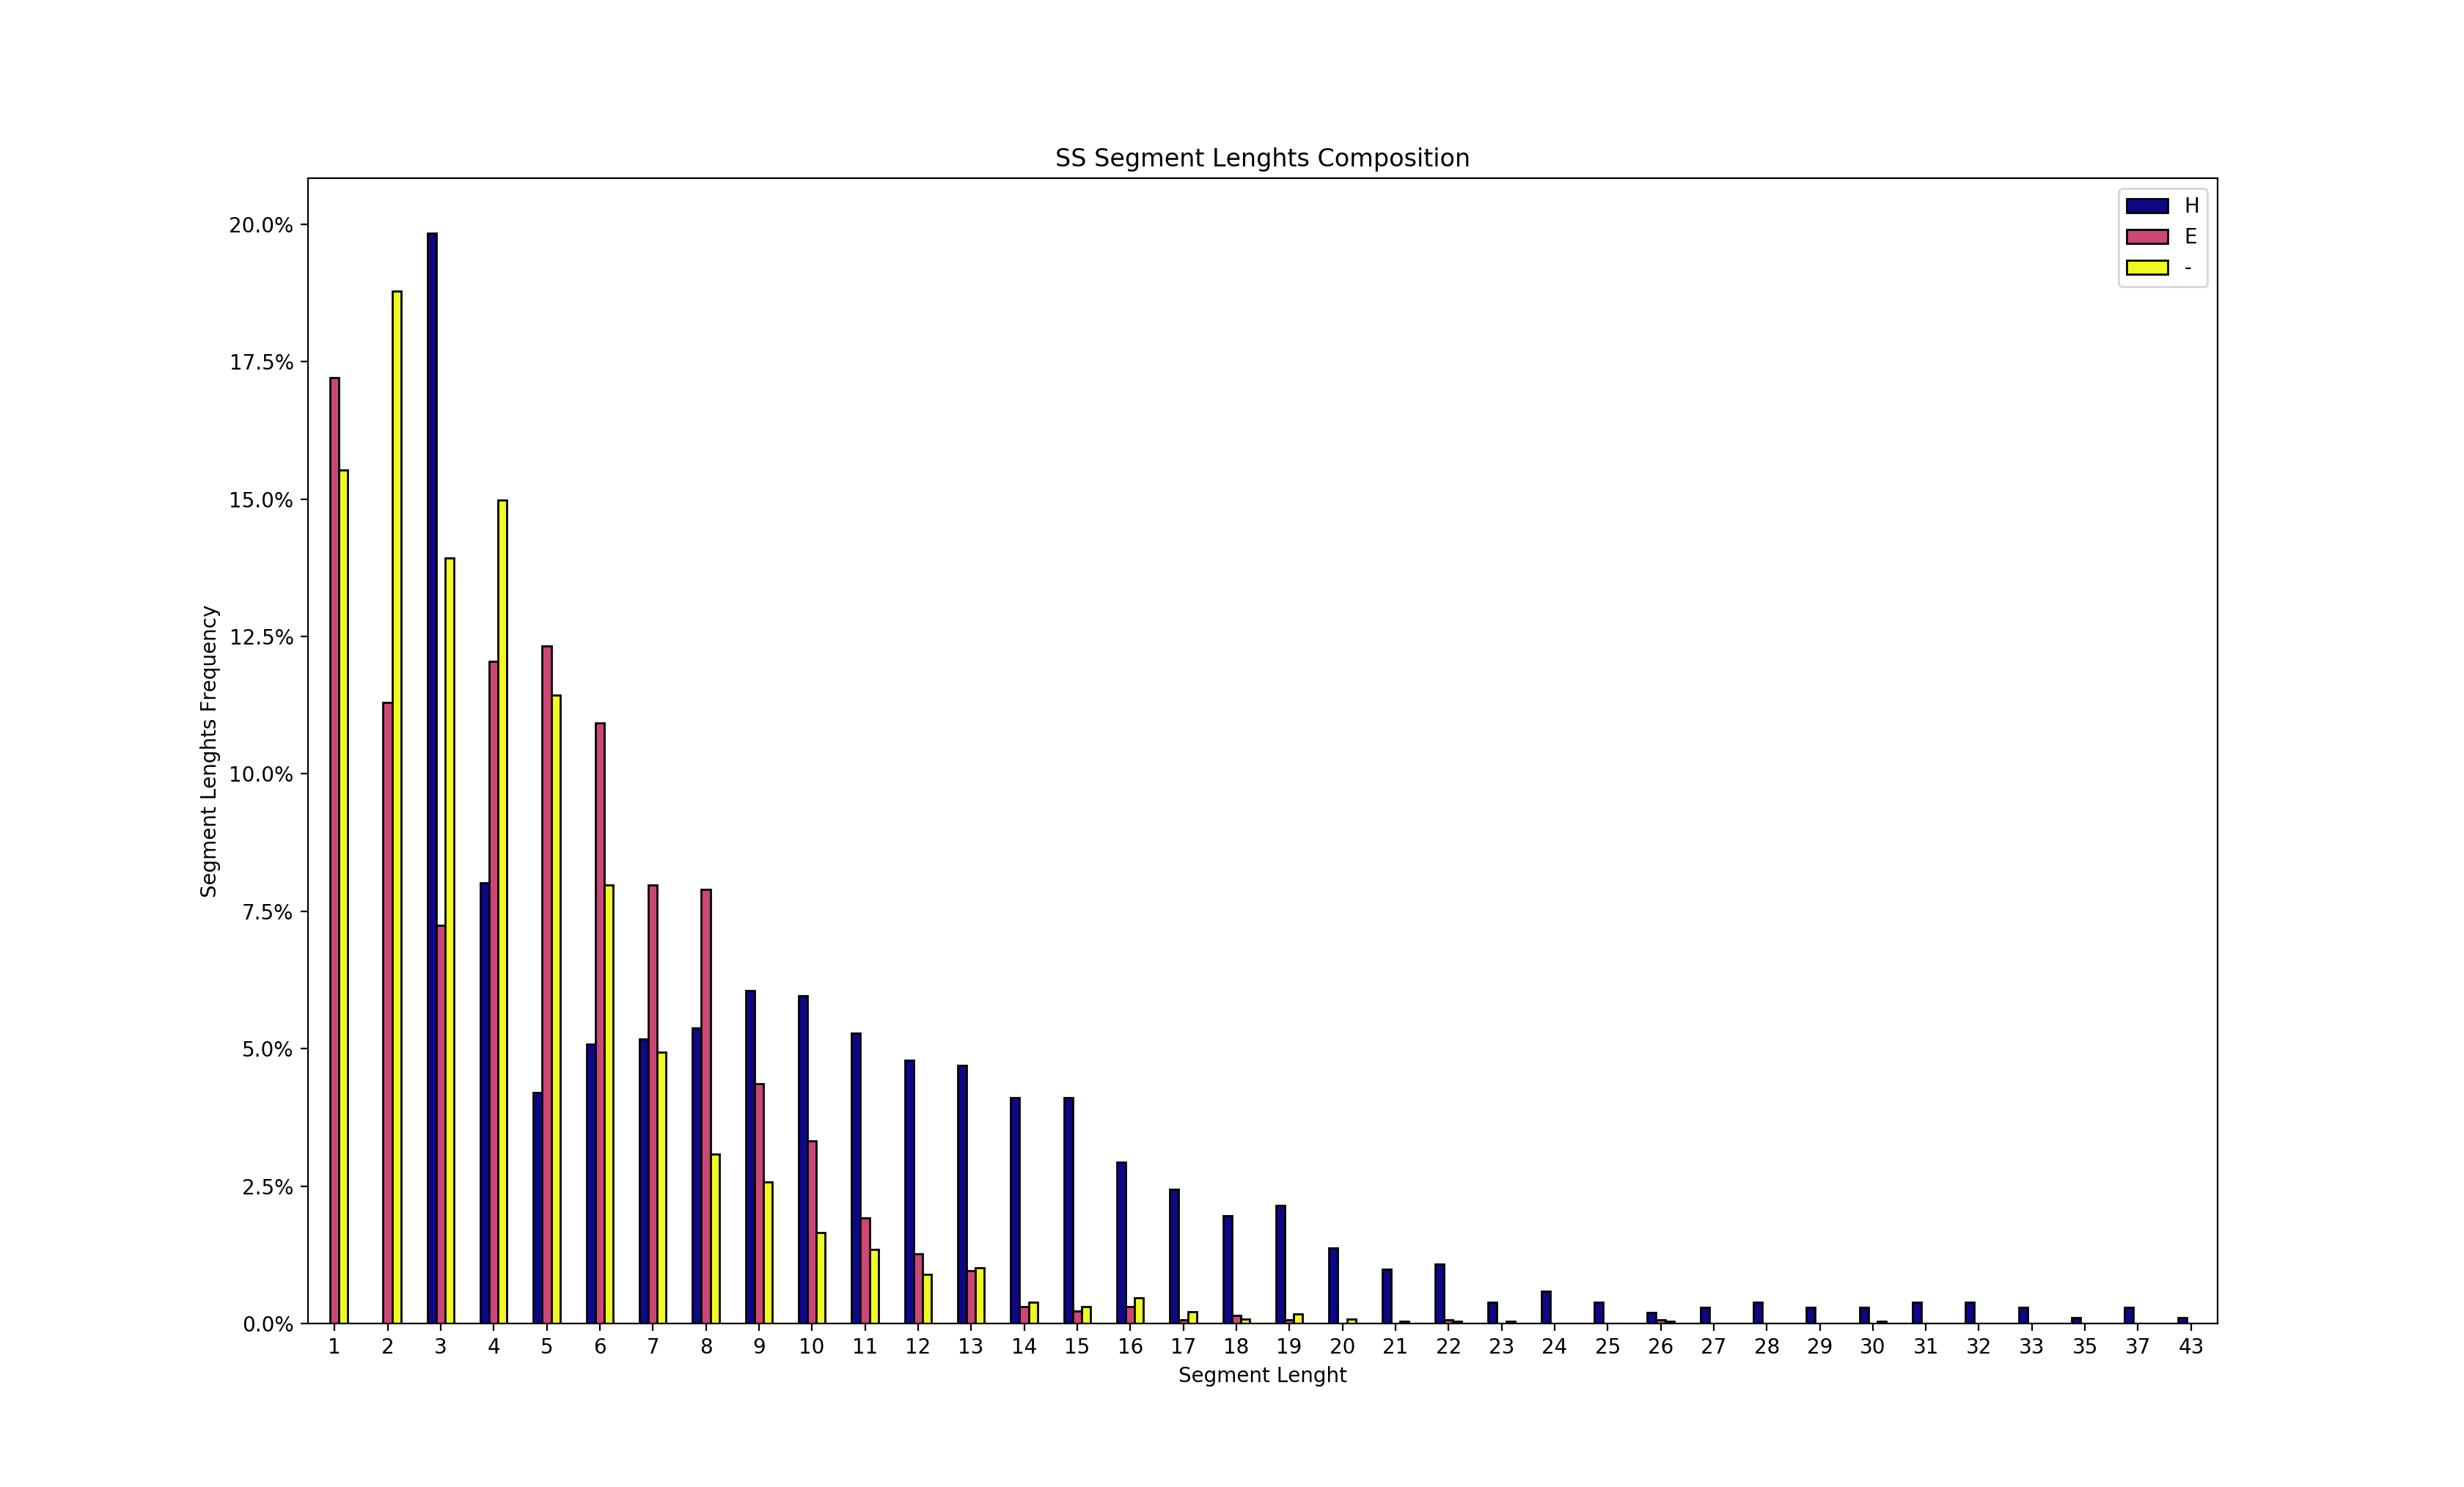 SS Segment Lenghts Composition
H
E
-
20.0%
17.5%
15.0%
12.5%
10.0%
7.5%
5.0%
2.5%
0.0%
Segment Lenghts Frequency
1 2 3 4 5 6 7 8 9 10 11 12 13 14 15 16 17 18 19 20 21 22 23 24 25 26 27 28 29 30 31 32 33 35 37 43
Segment Lenght